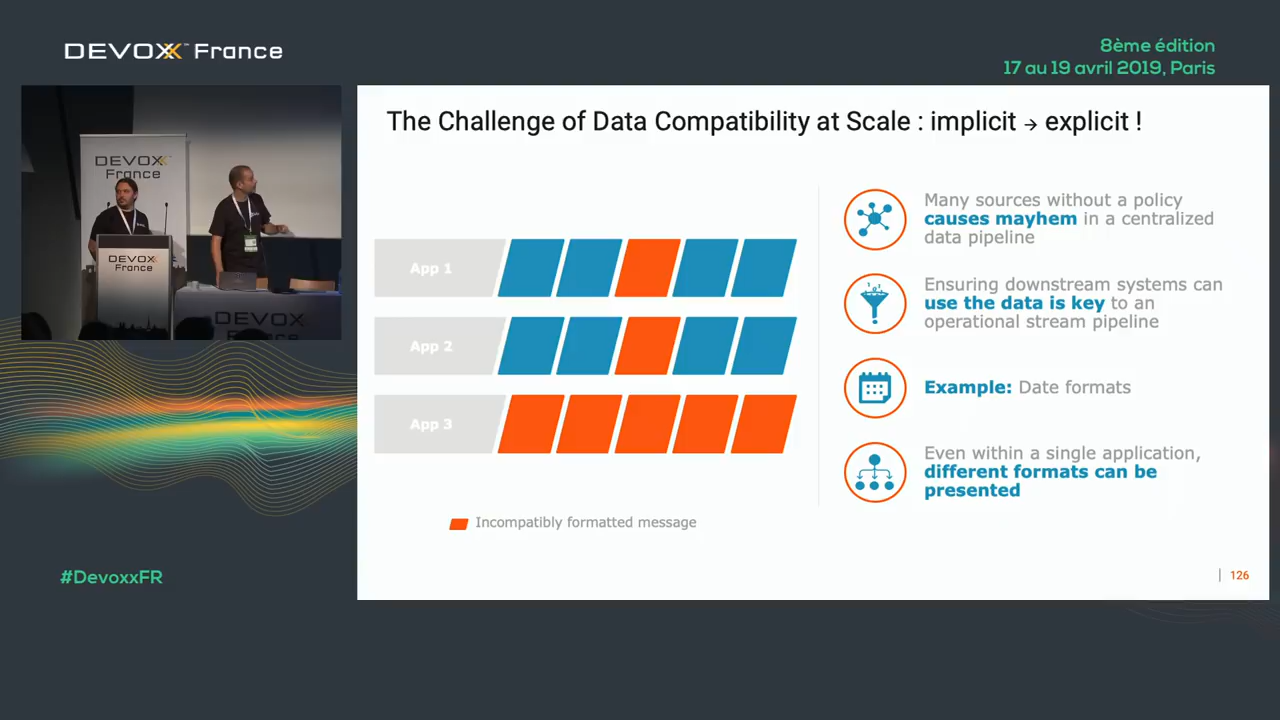 DEVOXX™ France
8ème édition
17 au 19 avril 2019, Paris
DEVOXX
France
DEVOXX
France
DEVOXX
The Challenge of Data Compatibility at Scale : implicit → explicit !
App 1
App 2
App 3
Incompatibly formatted message
Many sources without a policy
causes mayhem in a centralized
data pipeline
Ensuring downstream systems can
use the data is key to an
operational stream pipeline
Example: Date formats
Even within a single application,
different formats can be
presented
126
#DevoxxFR